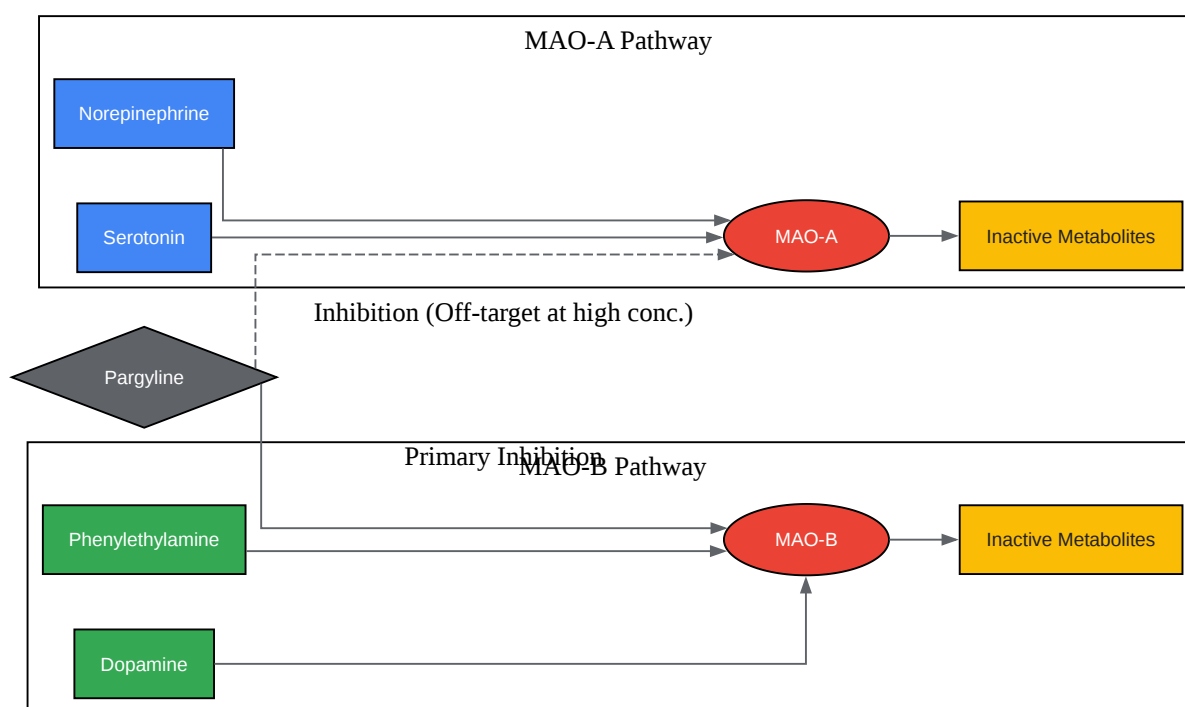 MAO-A Pathway
Norepinephrine
Serotonin
MAO-A
Inactive Metabolites
Inhibition (Off-target at high conc.)
Pargyline
Primary Inhibition
MAO-B Pathway
Phenylethylamine
MAO-B
Inactive Metabolites
Dopamine